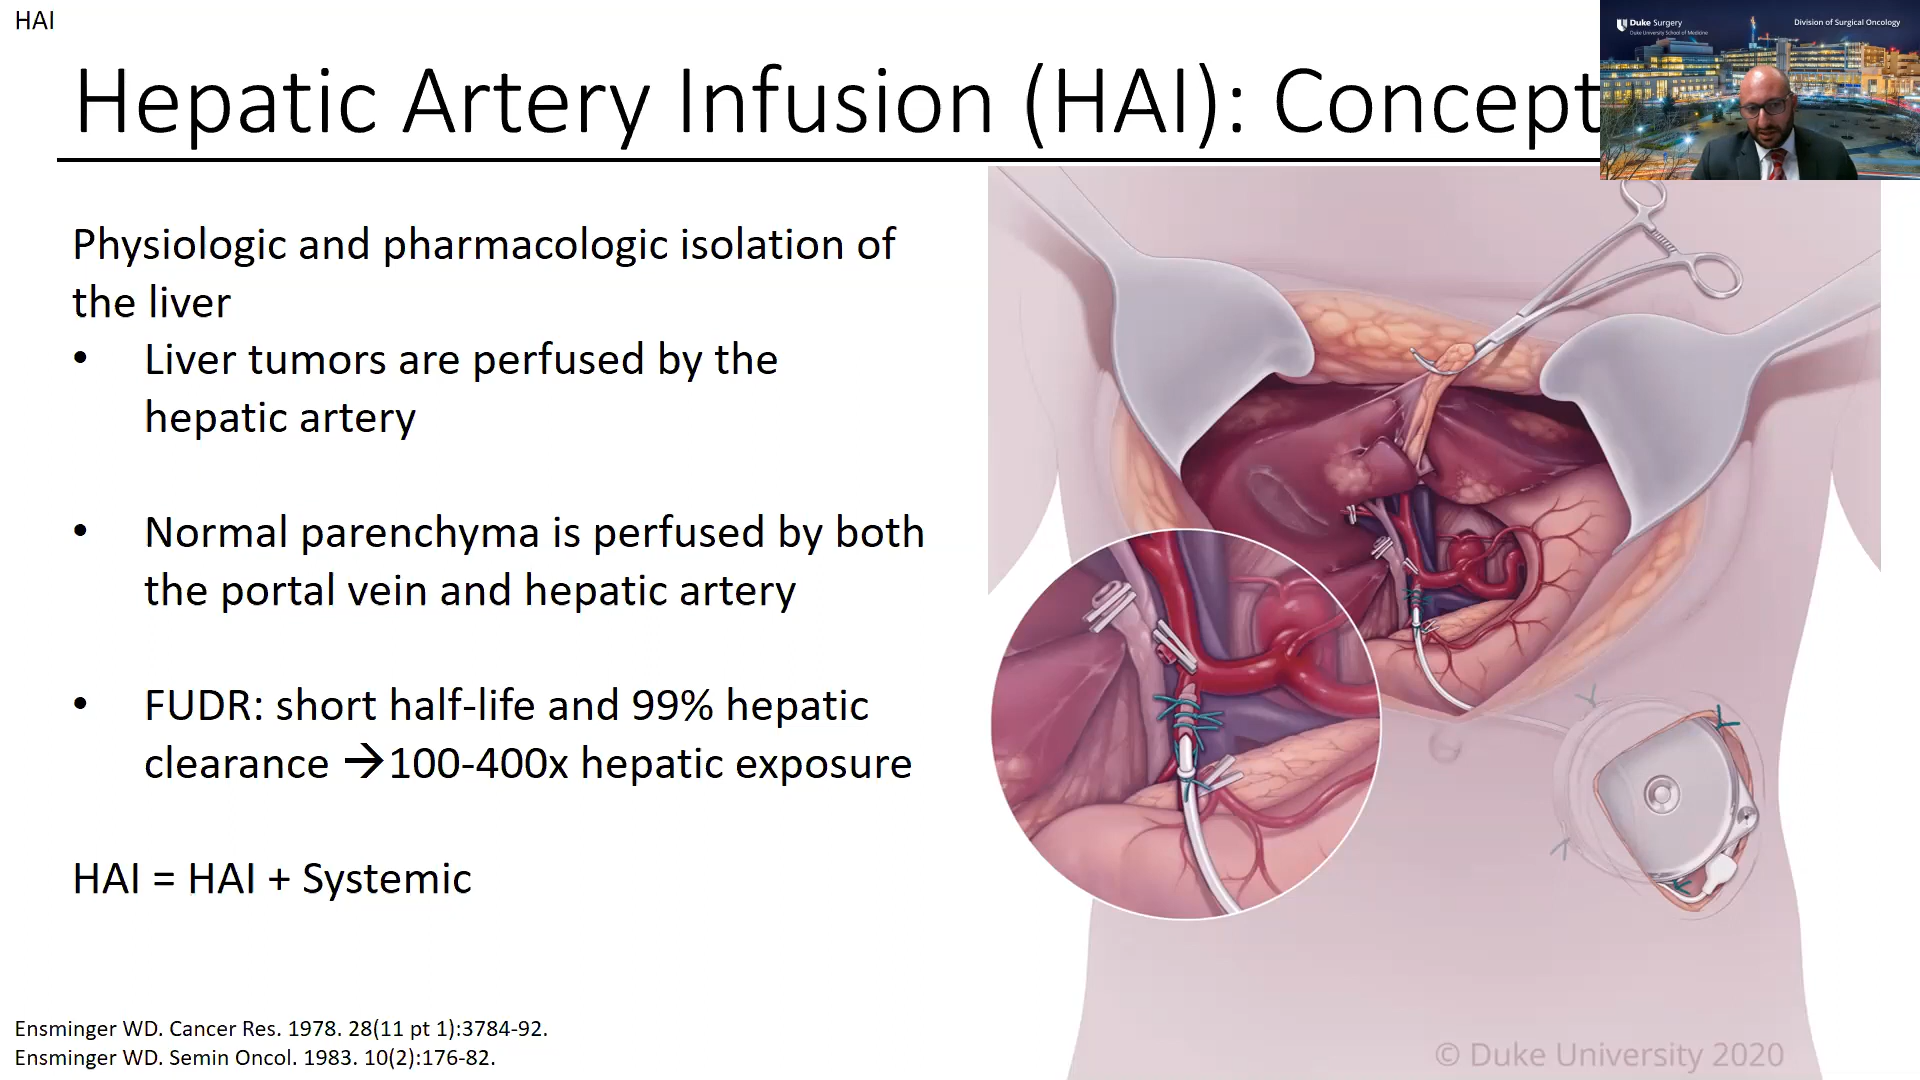 HAI
Hepatic Artery Infusion (HAI): Concept
Duke Surgery
Duke University School of Medicine
Division of Surgical Oncology
Physiologic and pharmacologic isolation of
the liver
• Liver tumors are perfused by the
hepatic artery
• Normal parenchyma is perfused by both
the portal vein and hepatic artery
• FUDR: short half-life and 99% hepatic
clearance →100-400x hepatic exposure
HAI = HAI + Systemic
Ensminger WD. Cancer Res. 1978. 28(11 pt 1):3784-92.
Ensminger WD. Semin Oncol. 1983. 10(2):176-82.
© Duke University 2020